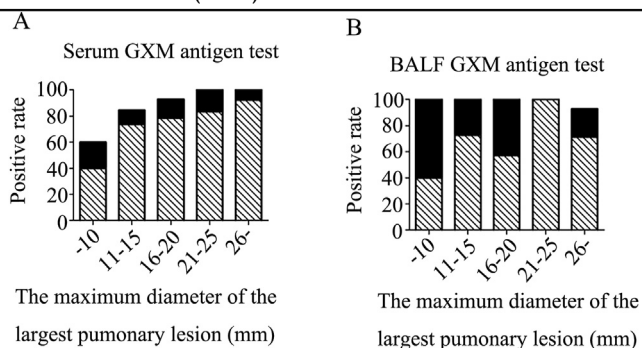 A
Serum GXM antigen test
Positive rate
100
80
60
40
20
0
-10
11-15
16-20
21-25
26-
The maximum diameter of the
largest pumonary lesion (mm)
B
BALF GXM antigen test
Positive rate
100
80
60
40
20
0
-10
11-15
16-20
21-25
26-
The maximum diameter of the
largest pumonary lesion (mm)